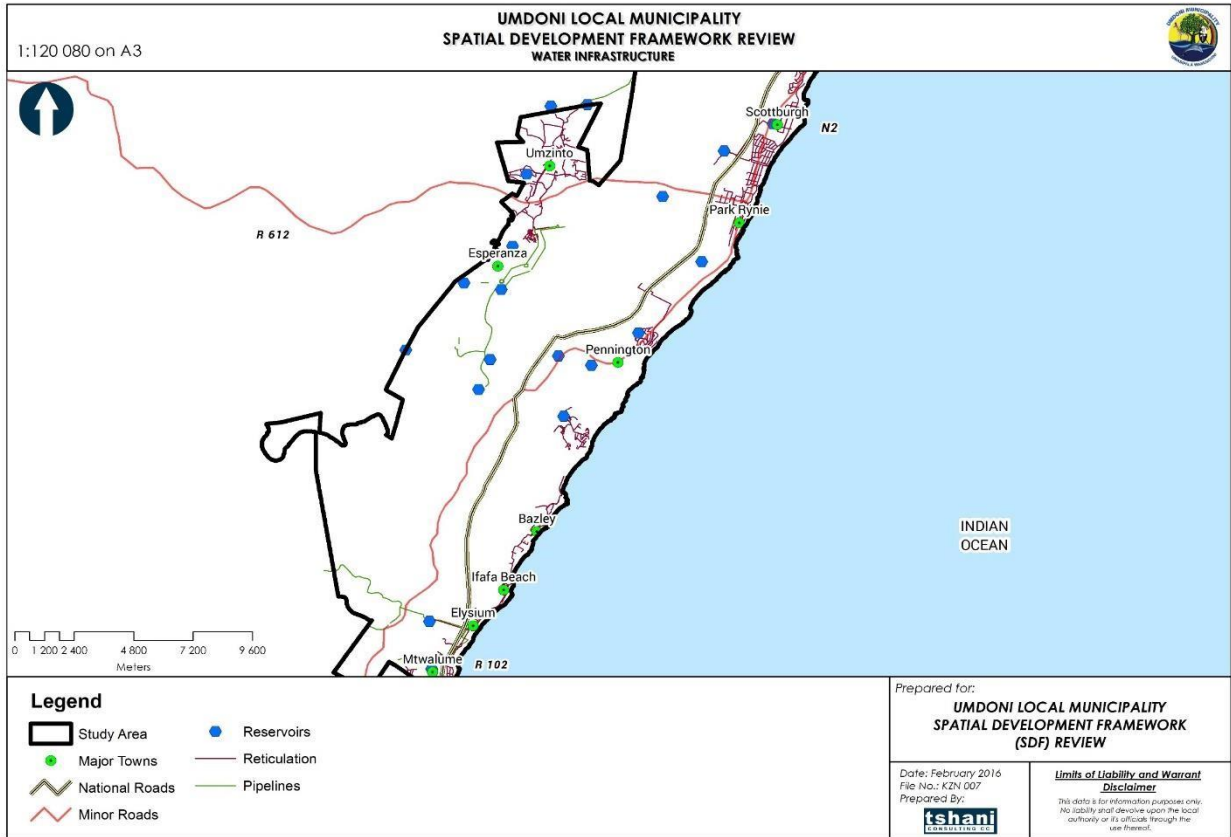 1:120 080 on A3
UMDONI LOCAL MUNICIPALITY
SPATIAL DEVELOPMENT FRAMEWORK REVIEW
WATER INFRASTRUCTURE
UMDONI MUNICIPALITY
Scottburgh
N2
Umzinto
Park Rynie
R 612
Esperanza
Pennington
Bazley
INDIAN
OCEAN
Ifafa Beach
Elysium
Mtwalume
R 102
0 1 200 2 400 4 800 7 200 9 600
Meters
Legend
Study Area
Major Towns
National Roads
Minor Roads
Reservoirs
Reticulation
Pipelines
Prepared for:
UMDONI LOCAL MUNICIPALITY
SPATIAL DEVELOPMENT FRAMEWORK
(SDF) REVIEW
Date: February 2016
File No.: KZN 007
Prepared By:
tshani
CONSULTING CC
Limits of Liability and Warrant
Disclaimer
This data is for information purposes only.
No liability shall devolve upon the local
authority or its officials through the
use thereof.